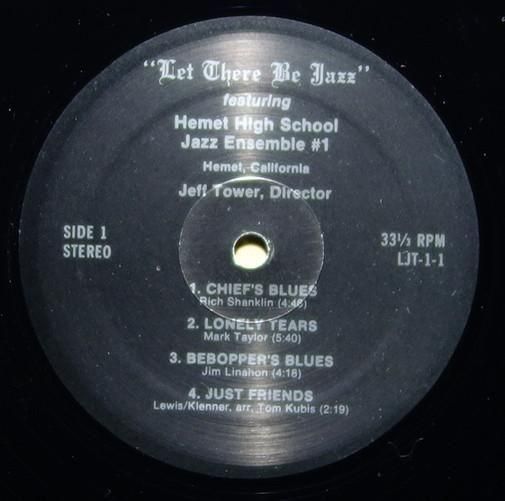 "Let There Be Jazz"
featuring
Hemet High School
Jazz Ensemble #1
Hemet, California
Jeff Tower, Director
SIDE 1
STEREO
33⅓ RPM
LJT-1-1
1. CHIEF'S BLUES
Rich Shanklin (4:46)
2. LONELY TEARS
Mark Taylor (5:40)
3. BEBOPPER'S BLUES
Jim Linahon (4:18)
4. JUST FRIENDS
Lewis/Klenner, arr. Tom Kubis (2:19)